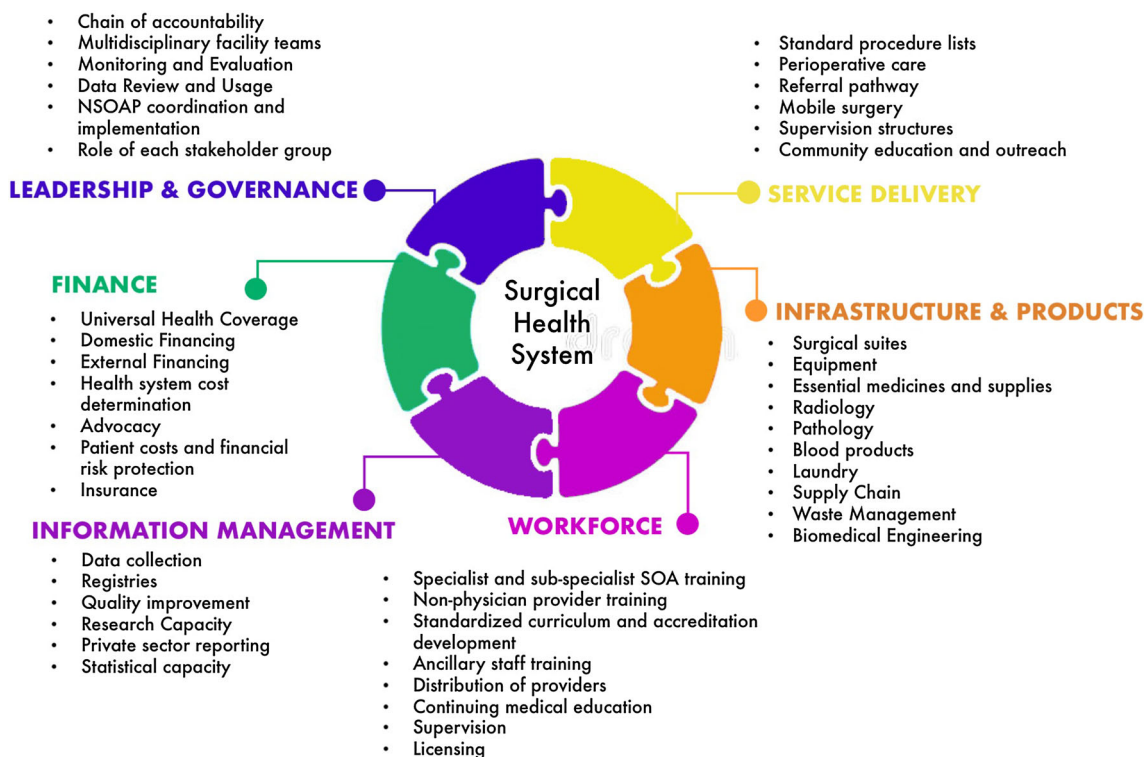 • Chain of accountability
• Multidisciplinary facility teams
• Monitoring and Evaluation
• Data Review and Usage
• NSOAP coordination and
implementation
• Role of each stakeholder group
LEADERSHIP & GOVERNANCE
• Standard procedure lists
• Perioperative care
• Referral pathway
• Mobile surgery
• Supervision structures
• Community education and outreach
SERVICE DELIVERY
FINANCE
• Universal Health Coverage
• Domestic Financing
• External Financing
• Health system cost
determination
• Advocacy
• Patient costs and financial
risk protection
• Insurance
Surgical
Health
System
INFRASTRUCTURE & PRODUCTS
• Surgical suites
• Equipment
• Essential medicines and supplies
• Radiology
• Pathology
• Blood products
• Laundry
• Supply Chain
• Waste Management
• Biomedical Engineering
INFORMATION MANAGEMENT
• Data collection
• Registries
• Quality improvement
• Research Capacity
• Private sector reporting
• Statistical capacity
WORKFORCE
• Specialist and sub-specialist SOA training
• Non-physician provider training
• Standardized curriculum and accreditation
development
• Ancillary staff training
• Distribution of providers
• Continuing medical education
• Supervision
• Licensing